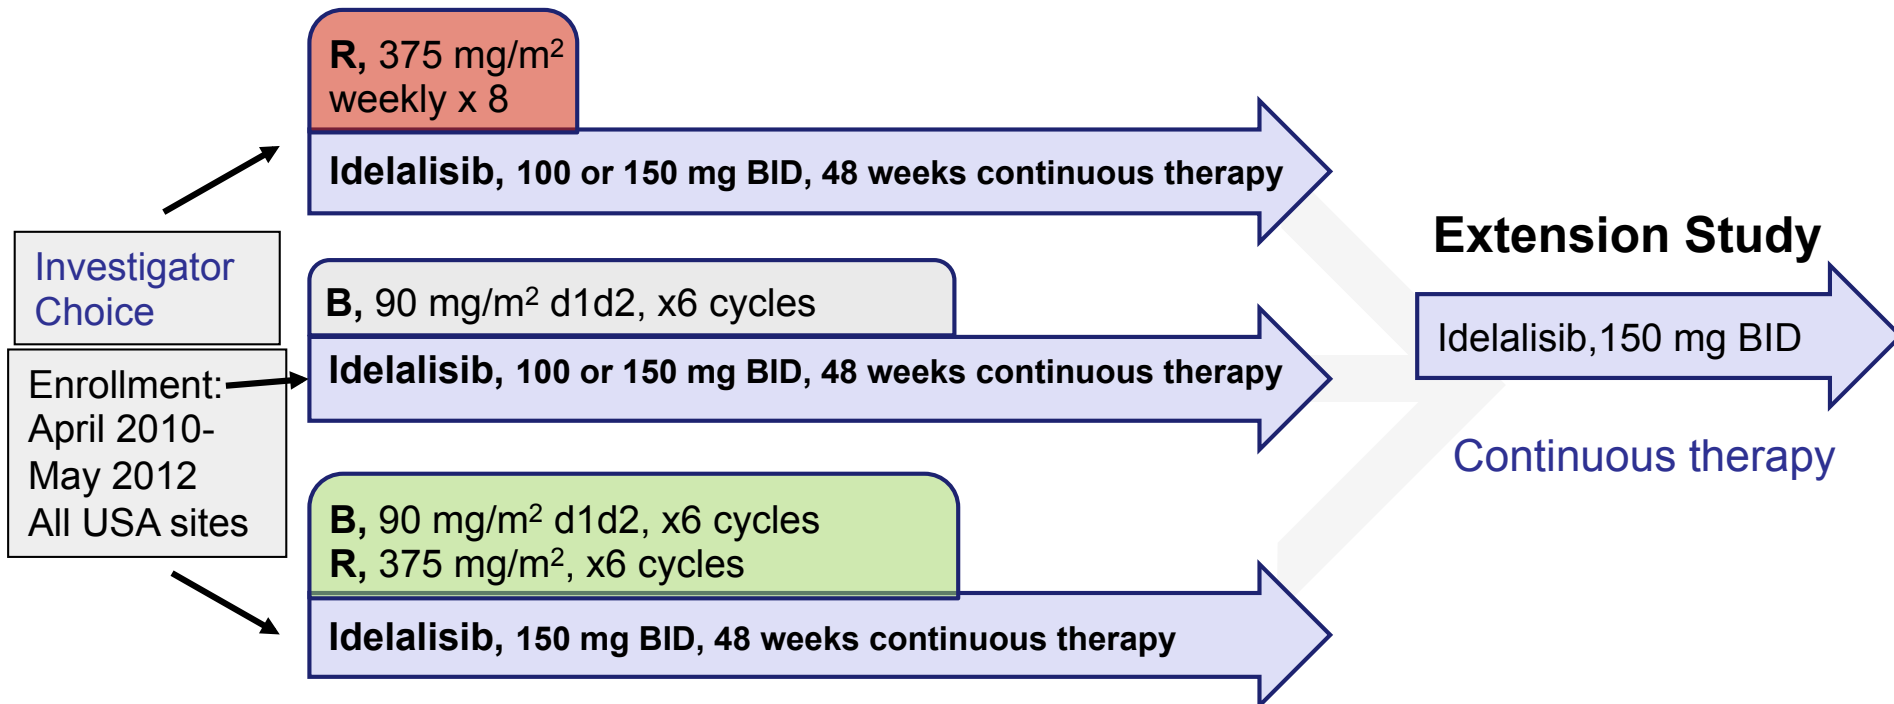 R, 375 mg/m²
weekly x 8
Idelalisib, 100 or 150 mg BID, 48 weeks continuous therapy
Investigator
Choice
Enrollment:
April 2010-
May 2012
All USA sites
B, 90 mg/m² d1d2, x6 cycles
Idelalisib, 100 or 150 mg BID, 48 weeks continuous therapy
B, 90 mg/m² d1d2, x6 cycles
R, 375 mg/m², x6 cycles
Idelalisib, 150 mg BID, 48 weeks continuous therapy
Extension Study
Idelalisib,150 mg BID
Continuous therapy